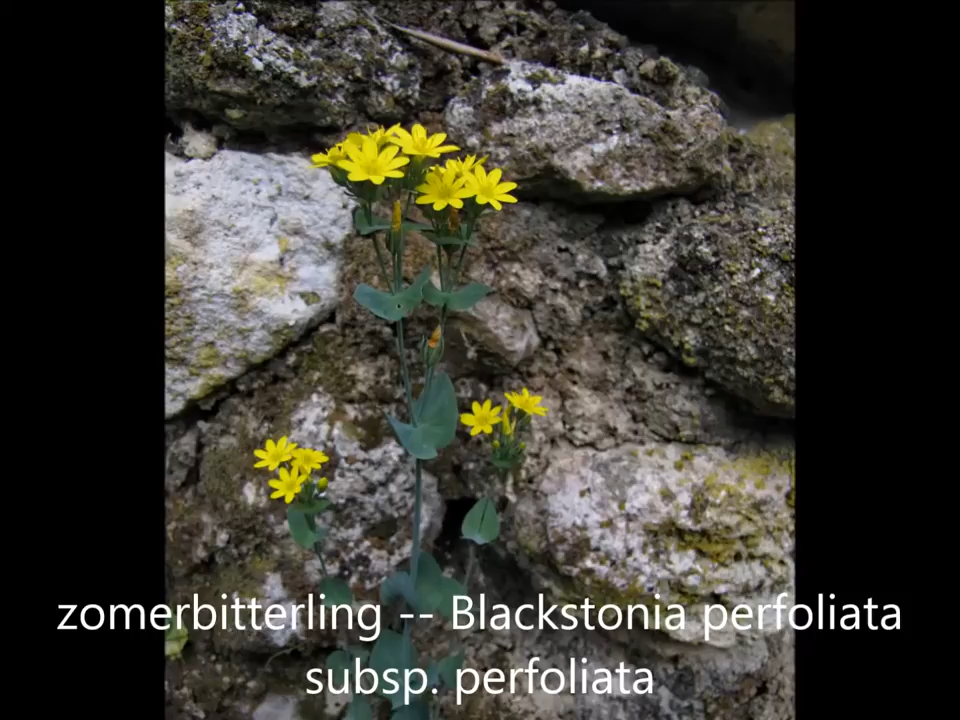 zomerbitterling -- Blackstonia perfoliata
subsp. perfoliata